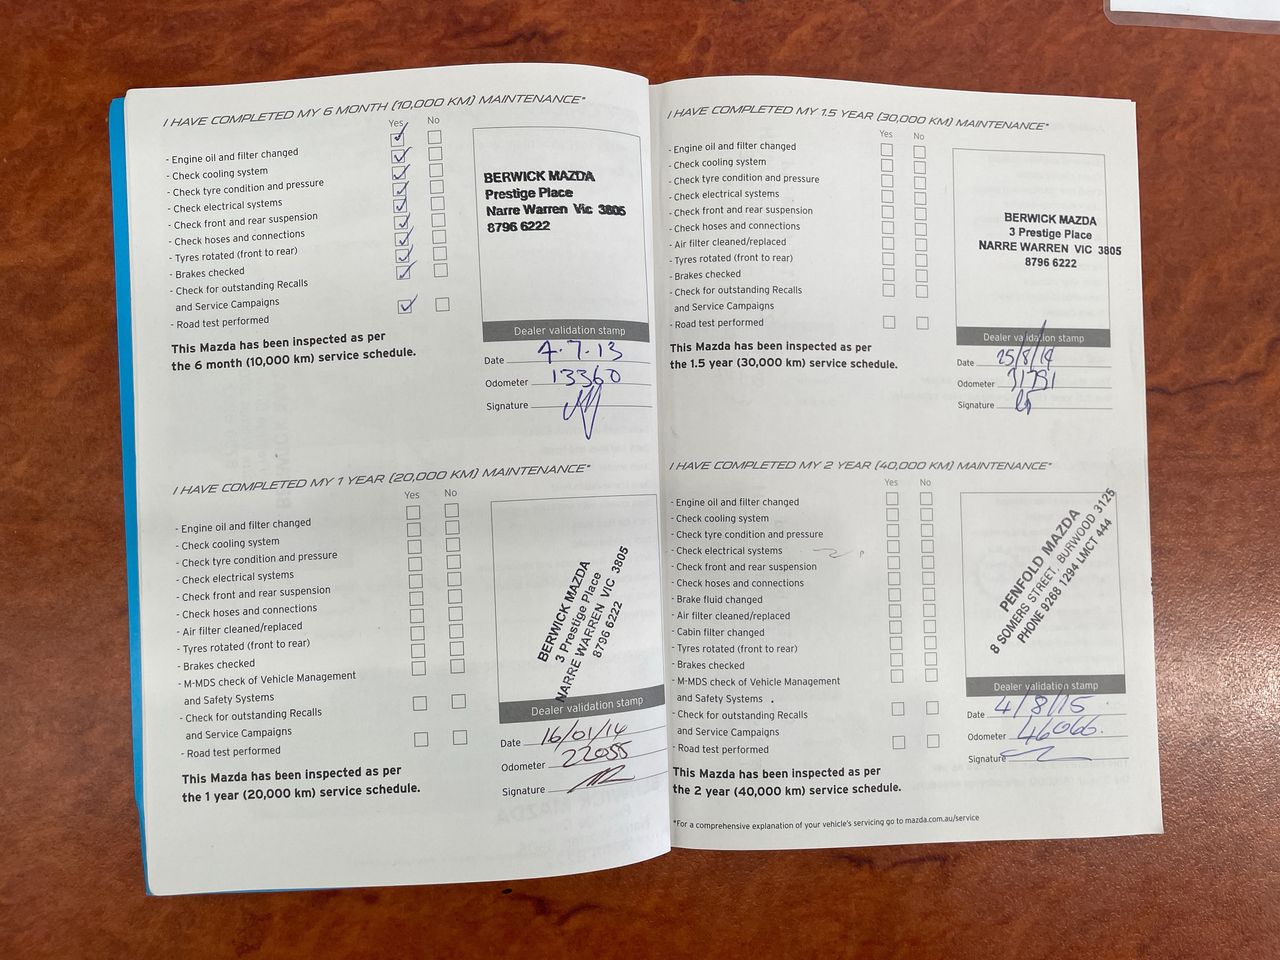 I HAVE COMPLETED MY 6 MONTH (10,000 KM) MAINTENANCE*
Yes No
- Engine oil and filter changed
- Check cooling system
- Check tyre condition and pressure
- Check electrical systems
- Check front and rear suspension
- Check hoses and connections
- Tyres rotated (front to rear)
- Brakes checked
- Check for outstanding Recalls
and Service Campaigns
- Road test performed
This Mazda has been inspected as per
the 6 month (10,000 km) service schedule.
BERWICK MAZDA
Prestige Place
Narre Warren Vic 3805
8796 6222
Dealer validation stamp
Date 4.7.13
Odometer 13360
Signature
I HAVE COMPLETED MY 1 YEAR (20,000 KM) MAINTENANCE*
Yes No
- Engine oil and filter changed
- Check cooling system
- Check tyre condition and pressure
- Check electrical systems
- Check front and rear suspension
- Check hoses and connections
- Air filter cleaned/replaced
- Tyres rotated (front to rear)
- Brakes checked
- M-MDS check of Vehicle Management
and Safety Systems
- Check for outstanding Recalls
and Service Campaigns
- Road test performed
This Mazda has been inspected as per
the 1 year (20,000 km) service schedule.
BERWICK MAZDA
3 Prestige Place
NARRE WARREN VIC 3805
8796 6222
Dealer validation stamp
Date 16/01/14
Odometer
Signature
I HAVE COMPLETED MY 1.5 YEAR (30,000 KM) MAINTENANCE*
Yes No
- Engine oil and filter changed
- Check cooling system
- Check tyre condition and pressure
- Check electrical systems
- Check front and rear suspension
- Check hoses and connections
- Air filter cleaned/replaced
- Tyres rotated (front to rear)
- Brakes checked
- Check for outstanding Recalls
and Service Campaigns
- Road test performed
This Mazda has been inspected as per
the 1.5 year (30,000 km) service schedule.
BERWICK MAZDA
3 Prestige Place
NARRE WARREN VIC 3805
8796 6222
Dealer validation stamp
Date 25/8/14
Odometer 31791
Signature
I HAVE COMPLETED MY 2 YEAR (40,000 KM) MAINTENANCE*
Yes No
- Engine oil and filter changed
- Check cooling system
- Check tyre condition and pressure
- Check electrical systems
- Check front and rear suspension
- Check hoses and connections
- Brake fluid changed
- Air filter cleaned/replaced
- Cabin filter changed
- Tyres rotated (front to rear)
- Brakes checked
- M-MDS check of Vehicle Management
and Safety Systems
- Check for outstanding Recalls
and Service Campaigns
- Road test performed
This Mazda has been inspected as per
the 2 year (40,000 km) service schedule.
PENFOLD MAZDA
8 SOMERS STREET, BURWOOD 3125
PHONE 9268 1294 LMCT 444
Dealer validation stamp
Date 4/8/15
Odometer 46066.
Signature
*For a comprehensive explanation of your vehicle's servicing go to mazda.com.au/service